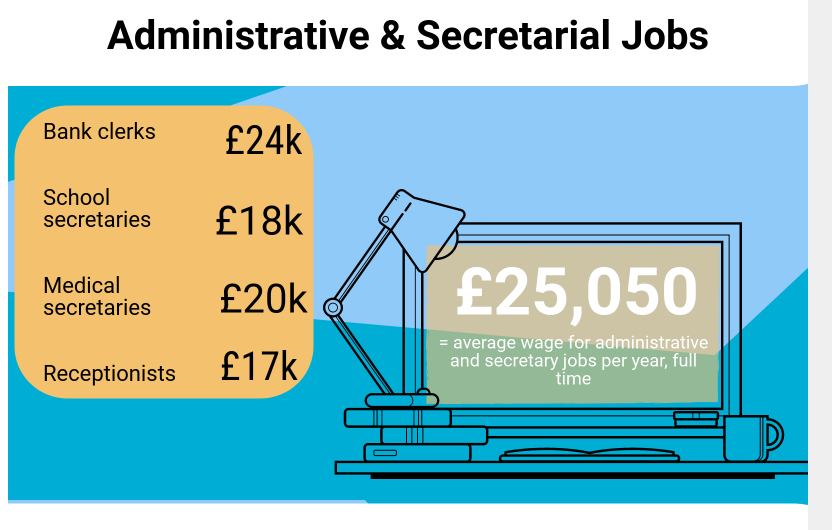 Administrative & Secretarial Jobs
Bank clerks £24k
School
secretaries £18k
Medical
secretaries £20k
Receptionists £17k
£25,050
= average wage for administrative
and secretary jobs per year, full
time